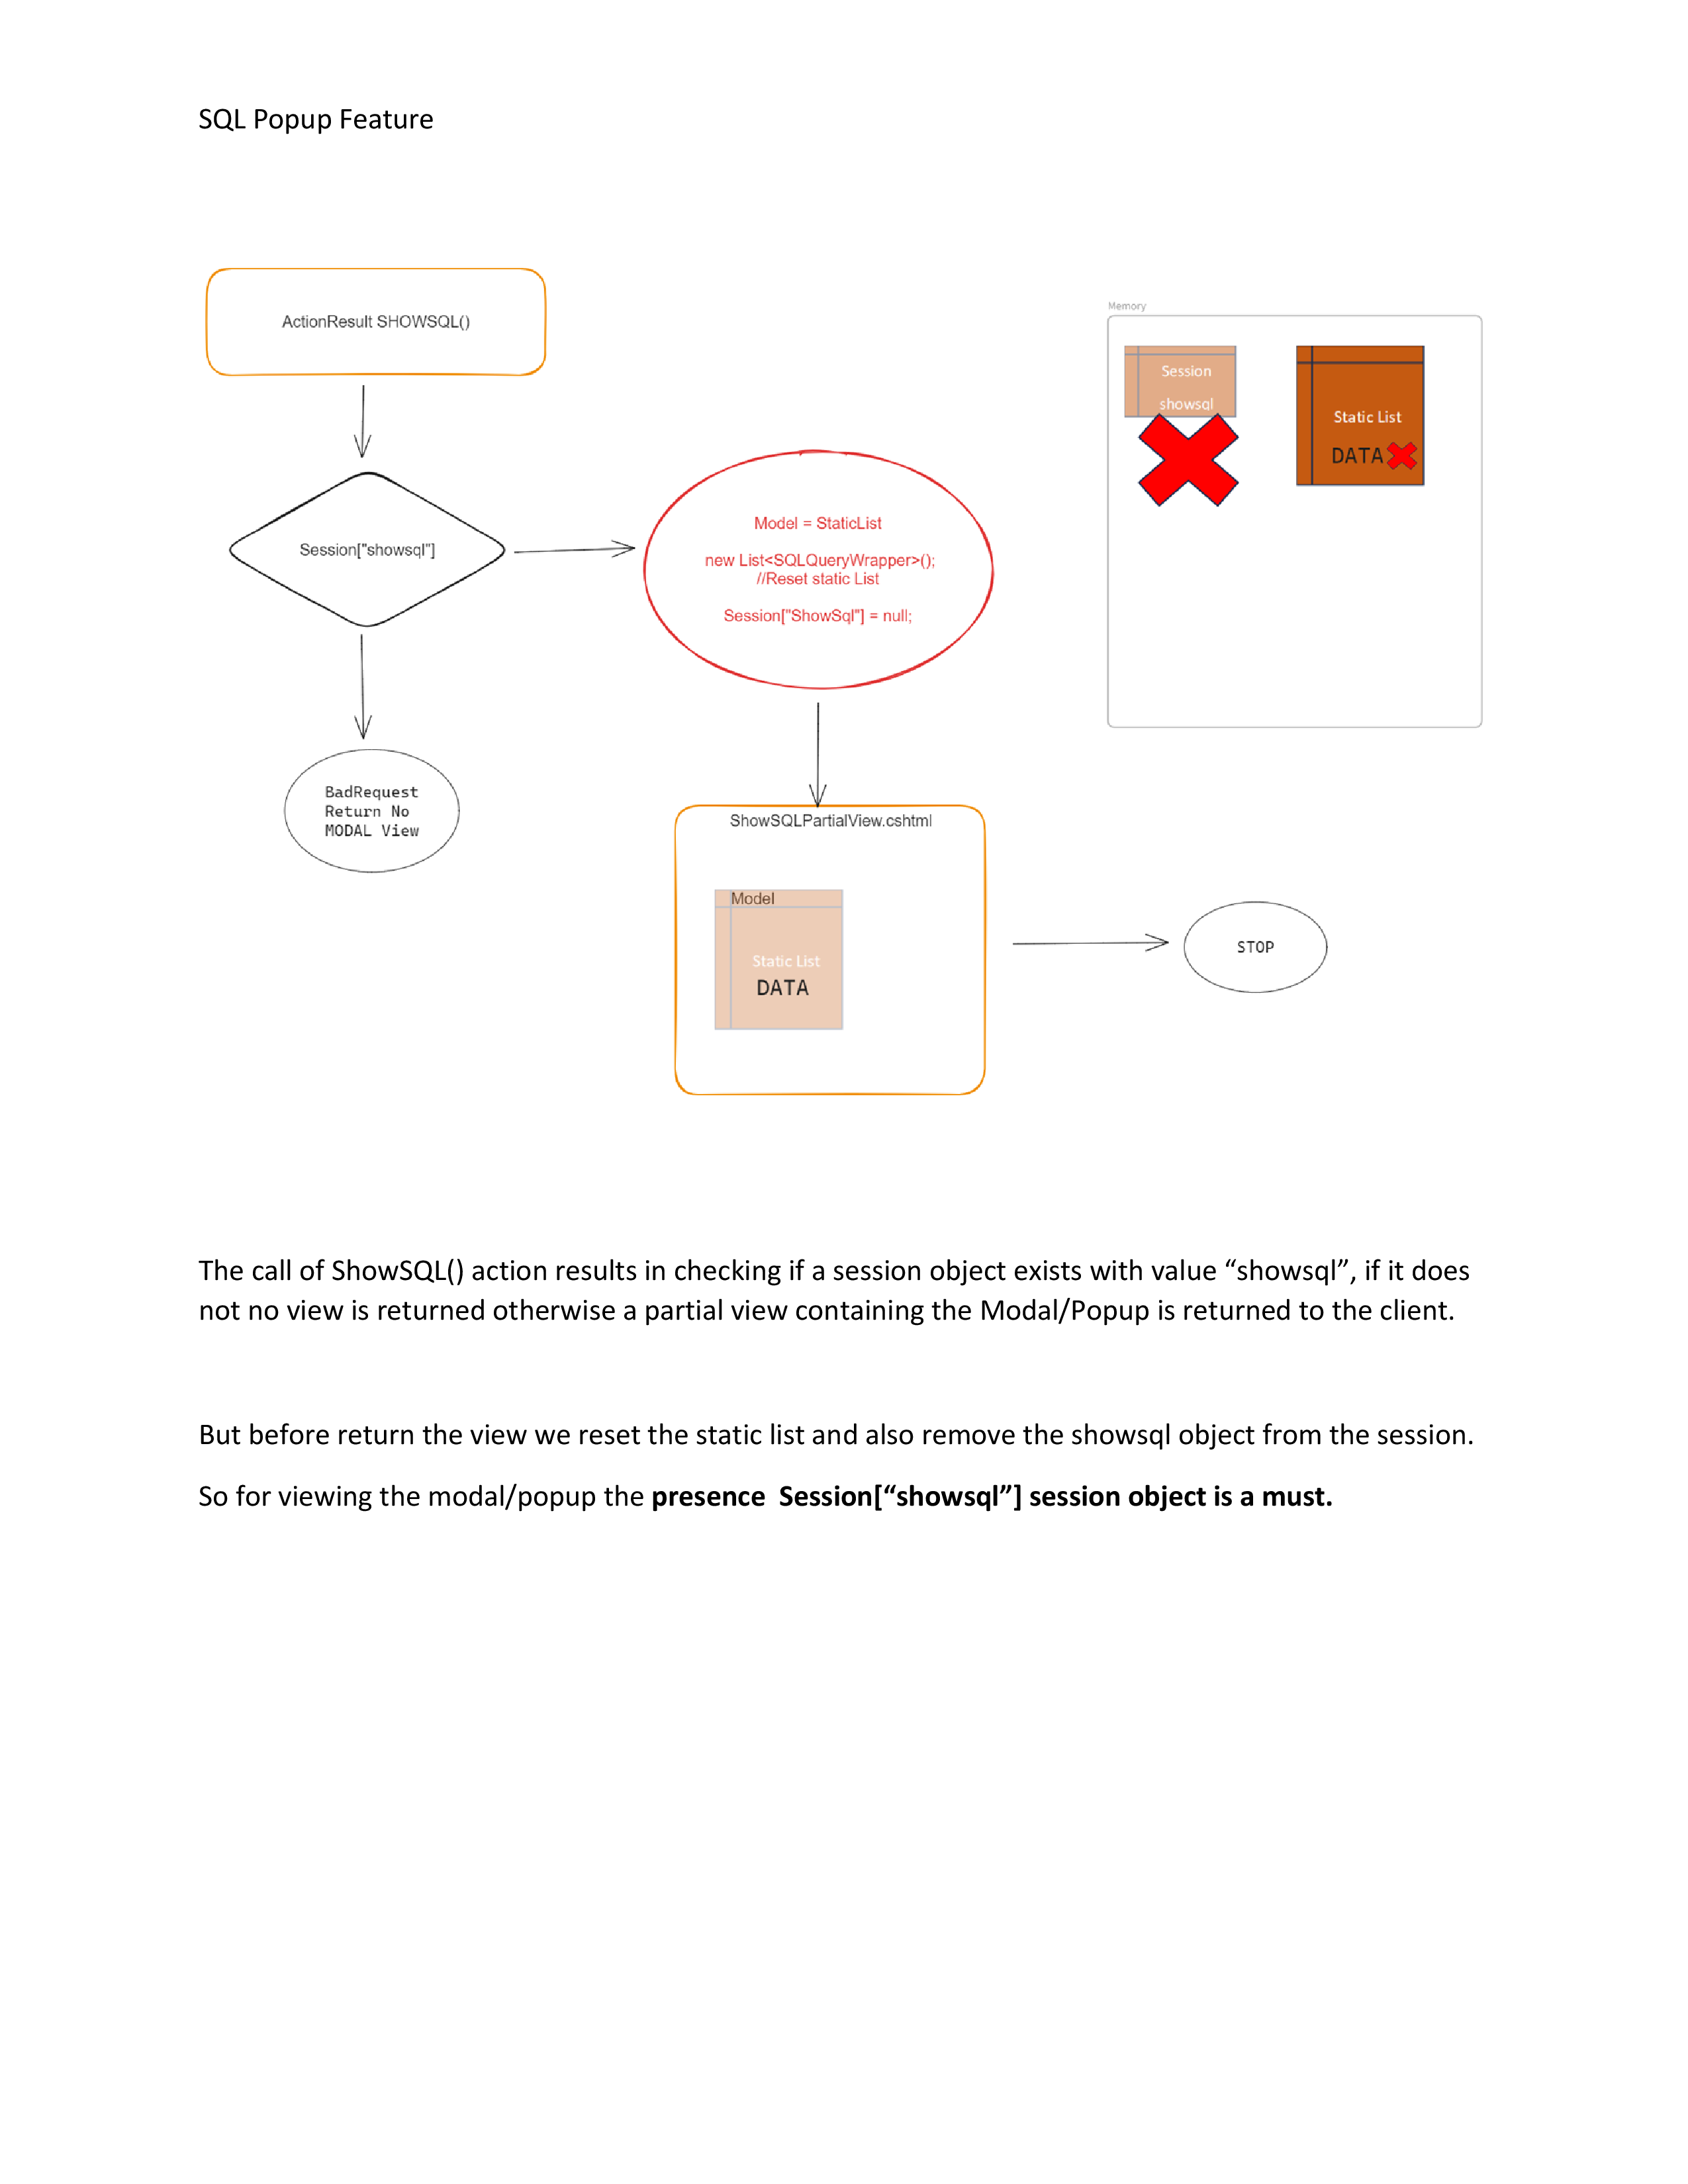 SQL Popup Feature
ActionResult SHOWSQL()
Memory
Session
showsql
Static List
DATA
Session["showsql"]
Model = StaticList
new List<SQLQueryWrapper>();
//Reset static List
Session["ShowSql"] = null;
BadRequest
Return No
MODAL View
ShowSQLPartialView.cshtml
Model
Static List
DATA
STOP
The call of ShowSQL() action results in checking if a session object exists with value “showsql”, if it does
not no view is returned otherwise a partial view containing the Modal/Popup is returned to the client.
But before return the view we reset the static list and also remove the showsql object from the session.
So for viewing the modal/popup the presence  Session[“showsql”] session object is a must.